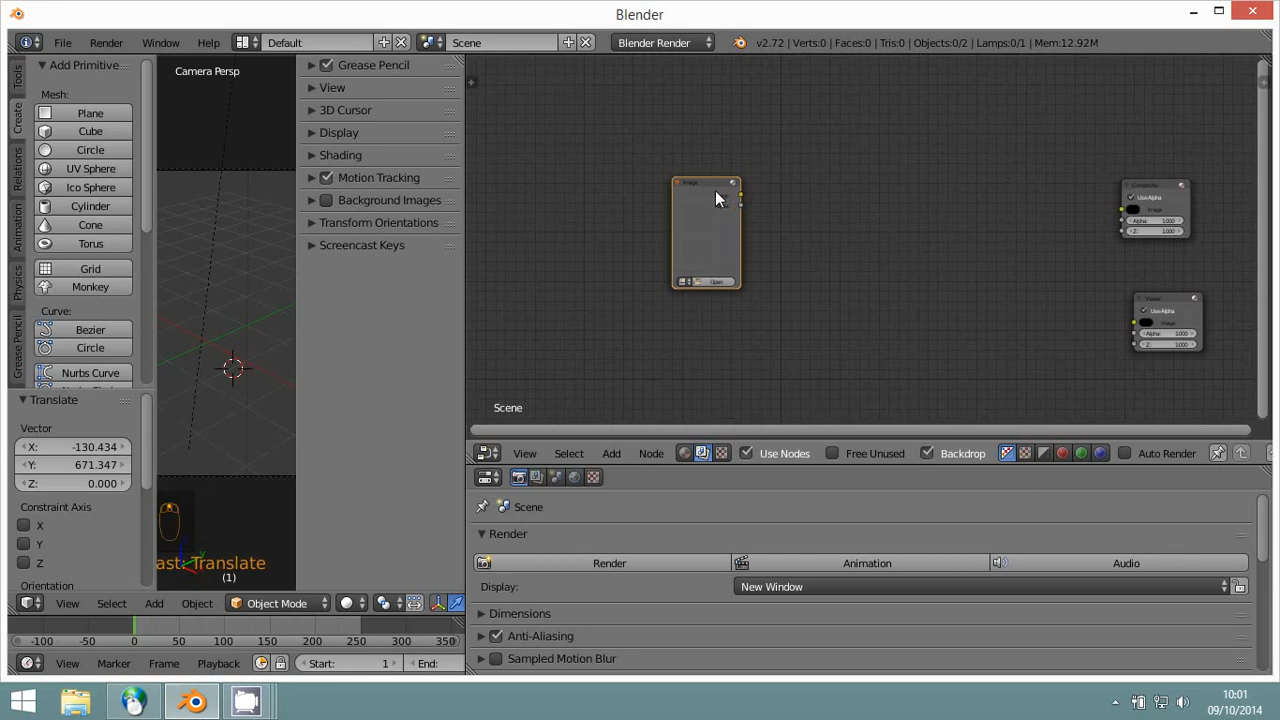 Blender
File Render Window Help Default Scene Blender Render v2.72 | Verts:0 | Faces:0 | Tris:0 | Objects:0/2 | Lamps:0/1 | Mem:12.92M
Tools
Create
Relations
Animation
Physics
Grease Pencil
Add Primitive
Mesh:
Plane
Cube
Circle
UV Sphere
Ico Sphere
Cylinder
Cone
Torus
Grid
Monkey
Curve:
Bezier
Circle
Nurbs Curve
Translate
Vector
X: -130.434
Y: 671.347
Z: 0.000
Constraint Axis
X
Y
Z
Orientation
Camera Persp
ast: Translate
(1)
Grease Pencil
View
3D Cursor
Display
Shading
Motion Tracking
Background Images
Transform Orientations
Screencast Keys
Image
Open
Composite
Use Alpha
Image
Alpha: 1.000
Z: 1.000
Viewer
Use Alpha
Image
Alpha: 1.000
Z: 1.000
Scene
View Select Add Node Use Nodes Free Unused Backdrop Auto Render
Scene
Render
Render Animation Audio
Display: New Window
Dimensions
Anti-Aliasing
Sampled Motion Blur
View Select Add Object Object Mode
-100 -50 0 50 100 150 200 250 300 350
View Marker Frame Playback Start: 1 End:
10:01
09/10/2014